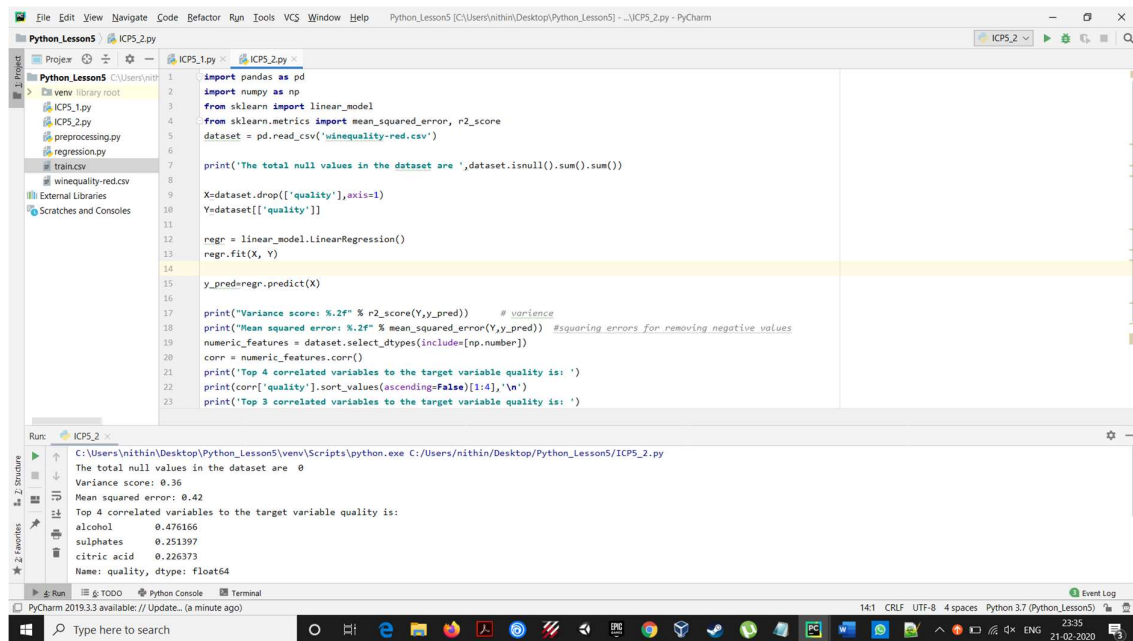 File Edit View Navigate Code Refactor Run Tools VCS Window Help Python_Lesson5 [C:\Users\nithin\Desktop\Python_Lesson5] - ...\ICP5_2.py - PyCharm
Python_Lesson5 ICP5_2.py ICP5_2
Project ICP5_1.py ICP5_2.py
1: Project
Python_Lesson5 C:\Users\nith
venv library root
ICP5_1.py
ICP5_2.py
preprocessing.py
regression.py
train.csv
winequality-red.csv
External Libraries
Scratches and Consoles
1 import pandas as pd
2 import numpy as np
3 from sklearn import linear_model
4 from sklearn.metrics import mean_squared_error, r2_score
5 dataset = pd.read_csv('winequality-red.csv')
6
7 print('The total null values in the dataset are ',dataset.isnull().sum().sum())
8
9 X=dataset.drop(['quality'],axis=1)
10 Y=dataset[['quality']]
11
12 regr = linear_model.LinearRegression()
13 regr.fit(X, Y)
14
15 y_pred=regr.predict(X)
16
17 print("Variance score: %.2f" % r2_score(Y,y_pred)) # varience
18 print("Mean squared error: %.2f" % mean_squared_error(Y,y_pred)) #squaring errors for removing negative values
19 numeric_features = dataset.select_dtypes(include=[np.number])
20 corr = numeric_features.corr()
21 print('Top 4 correlated variables to the target variable quality is: ')
22 print(corr['quality'].sort_values(ascending=False)[1:4],'\n')
23 print('Top 3 correlated variables to the target variable quality is: ')
Run: ICP5_2
C:\Users\nithin\Desktop\Python_Lesson5\venv\Scripts\python.exe C:/Users/nithin/Desktop/Python_Lesson5/ICP5_2.py
The total null values in the dataset are 0
Variance score: 0.36
Mean squared error: 0.42
Top 4 correlated variables to the target variable quality is:
alcohol 0.476166
sulphates 0.251397
citric acid 0.226373
Name: quality, dtype: float64
Z: Structure
2: Favorites
4: Run 6: TODO Python Console Terminal Event Log
PyCharm 2019.3.3 available: // Update... (a minute ago) 14:1 CRLF UTF-8 4 spaces Python 3.7 (Python_Lesson5)
Type here to search ENG 23:35
21-02-2020